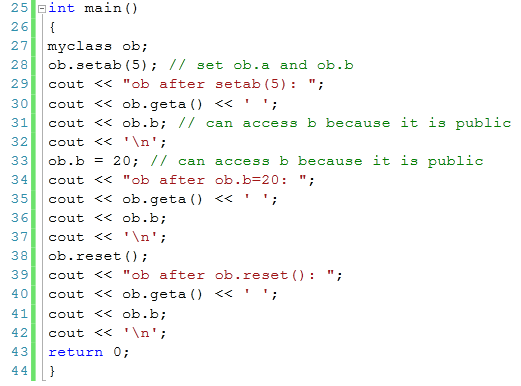 25 int main()
26 {
27 myclass ob;
28 ob.setab(5); // set ob.a and ob.b
29 cout << "ob after setab(5): ";
30 cout << ob.geta() << ' ';
31 cout << ob.b; // can access b because it is public
32 cout << '\n';
33 ob.b = 20; // can access b because it is public
34 cout << "ob after ob.b=20: ";
35 cout << ob.geta() << ' ';
36 cout << ob.b;
37 cout << '\n';
38 ob.reset();
39 cout << "ob after ob.reset(): ";
40 cout << ob.geta() << ' ';
41 cout << ob.b;
42 cout << '\n';
43 return 0;
44 }